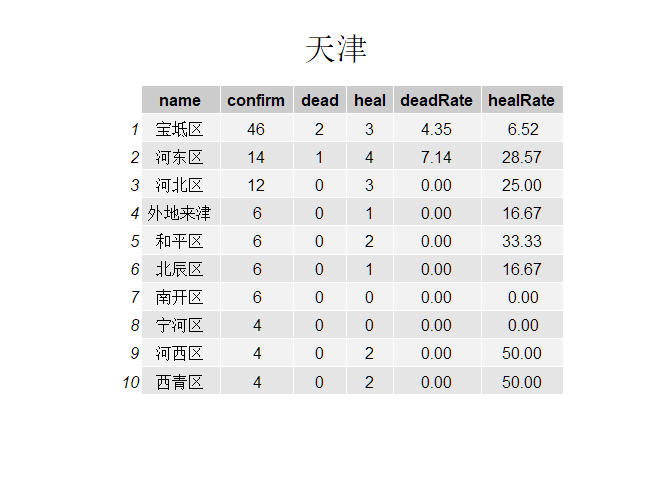 天津
name confirm dead heal deadRate healRate
1 宝坻区 46 2 3 4.35 6.52
2 河东区 14 1 4 7.14 28.57
3 河北区 12 0 3 0.00 25.00
4 外地来津 6 0 1 0.00 16.67
5 和平区 6 0 2 0.00 33.33
6 北辰区 6 0 1 0.00 16.67
7 南开区 6 0 0 0.00 0.00
8 宁河区 4 0 0 0.00 0.00
9 河西区 4 0 2 0.00 50.00
10 西青区 4 0 2 0.00 50.00